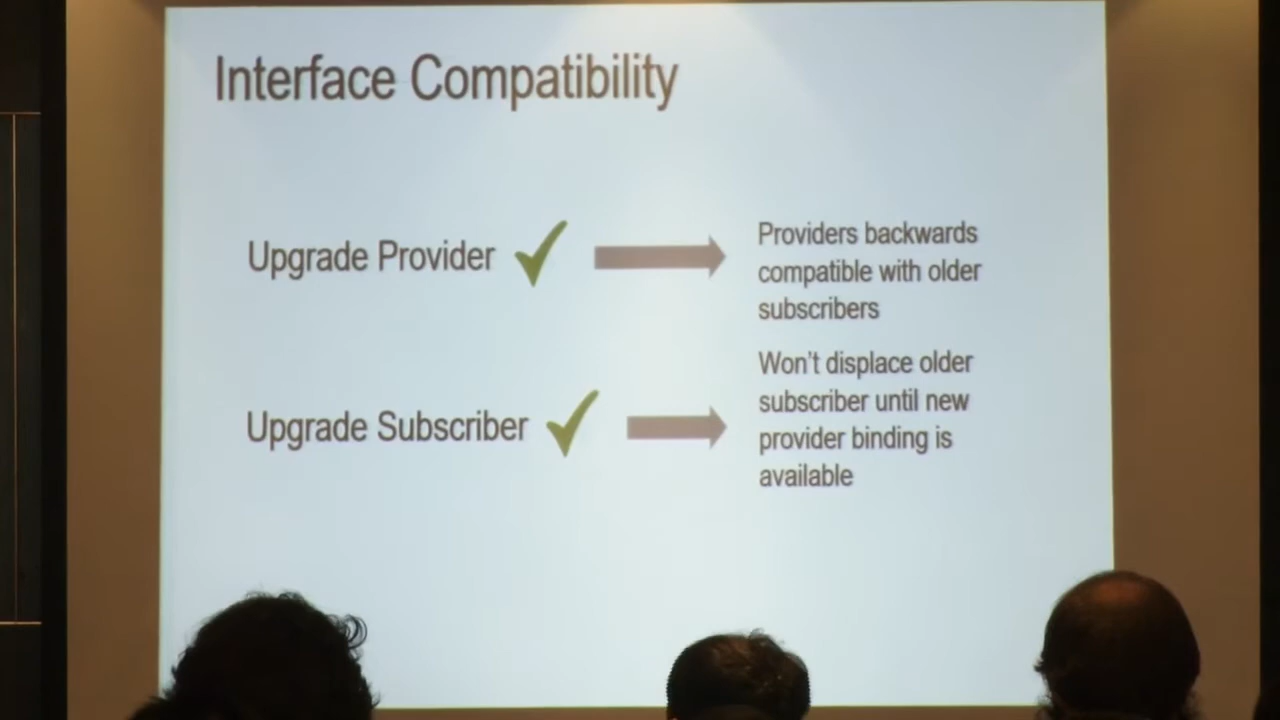 Interface Compatibility
Upgrade Provider
Providers backwards
compatible with older
subscribers
Upgrade Subscriber
Won't displace older
subscriber until new
provider binding is
available